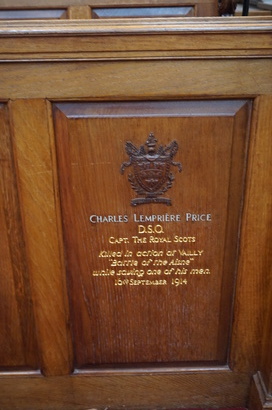 CHARLES LEMPRIÈRE PRICE
D.S.O.
CAPT. THE ROYAL SCOTS
Killed in action at VAILLY
"Battle of the Aisne"
while saving one of his men.
16TH SEPTEMBER 1914